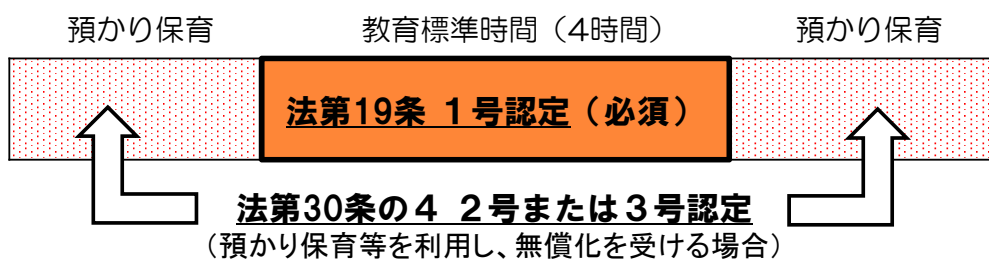 預かり保育 教育標準時間（4時間） 預かり保育
法第19条 １号認定（必須）
法第30条の４ ２号または３号認定
（預かり保育等を利用し、無償化を受ける場合）